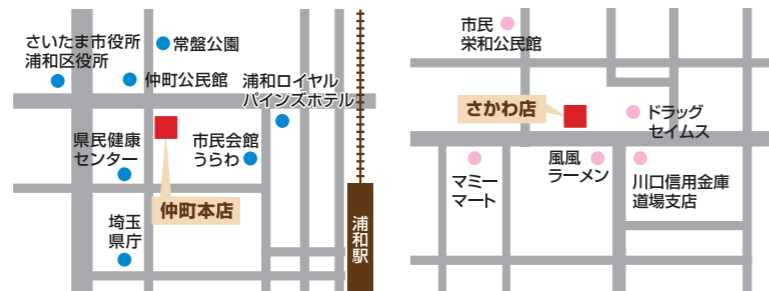 さいたま市役所
浦和区役所
常盤公園
仲町公民館
浦和ロイヤル
パインズホテル
県民健康
センター
市民会館
うらわ
仲町本店
埼玉
県庁
浦和駅
市民
栄和公民館
さかわ店
ドラッグ
セイムス
マミー
マート
風風
ラーメン
川口信用金庫
道場支店